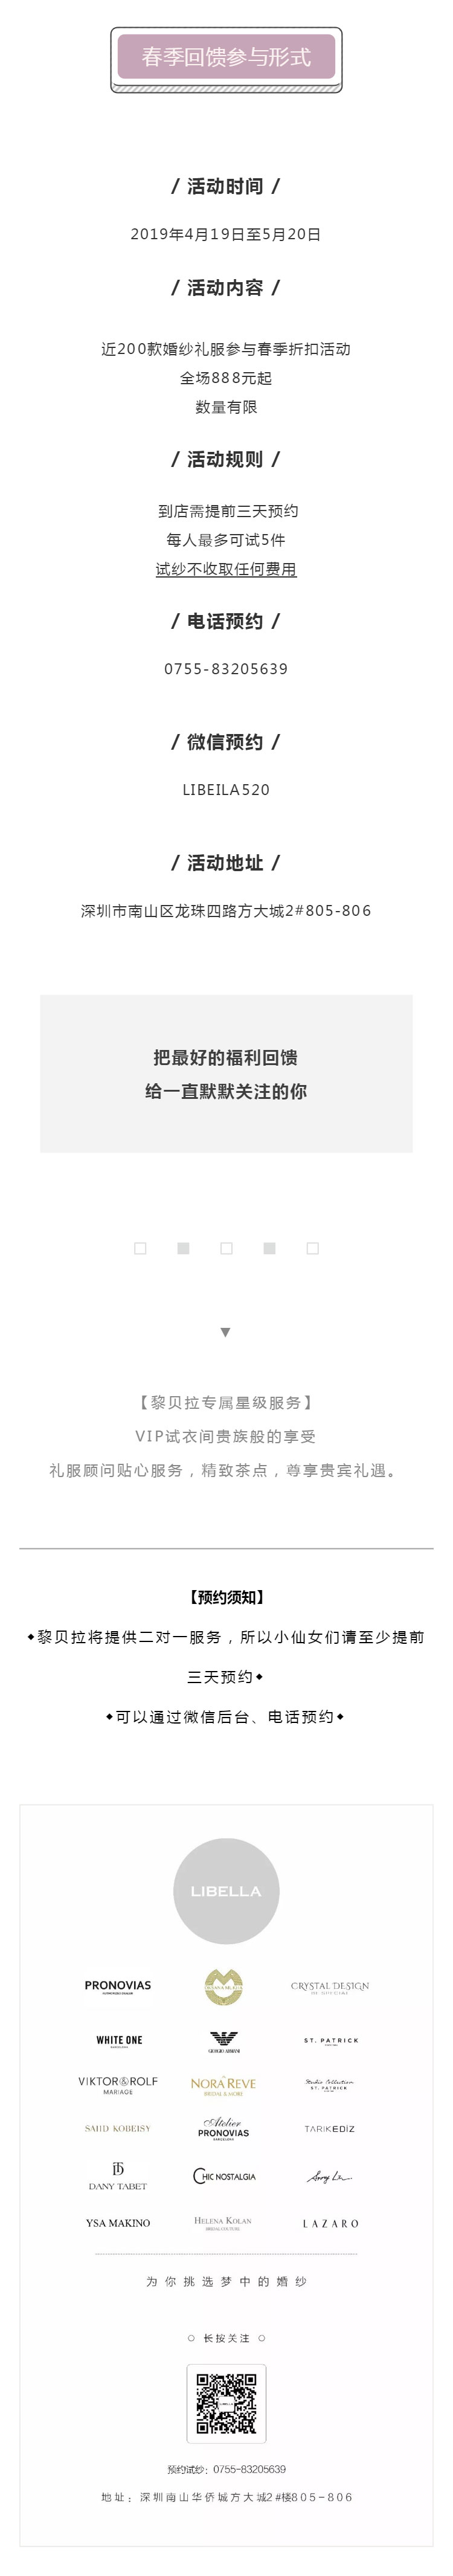 春季回馈参与形式
/ 活动时间 /
2019年4月19日至5月20日
/ 活动内容 /
近200款婚纱礼服参与春季折扣活动
全场888元起
数量有限
/ 活动规则 /
到店需提前三天预约
每人最多可试5件
试纱不收取任何费用
/ 电话预约 /
0755-83205639
/ 微信预约 /
LIBEILA520
/ 活动地址 /
深圳市南山区龙珠四路方大城2#805-806
把最好的福利回馈
给一直默默关注的你
【黎贝拉专属星级服务】
VIP试衣间贵族般的享受
礼服顾问贴心服务，精致茶点，尊享贵宾礼遇。
【预约须知】
◆黎贝拉将提供二对一服务，所以小仙女们请至少提前
三天预约◆
◆可以通过微信后台、电话预约◆
LIBELLA
PRONOVIAS
CRYSTAL DESIGN
WHITE ONE
GIORGIO ARMANI
ST. PATRICK
VIKTOR&ROLF
MARIAGE
NORA REVE
Studio Collection
ST. PATRICK
SAIID KOBEISY
Atelier
PRONOVIAS
BARCELONA
TARIK EDIZ
DANY TABET
CHIC NOSTALGIA
YSA MAKINO
HELENA KOLAN
LAZARO
为你挑选梦中的婚纱
○ 长按关注 ○
LIBELLA
预约试纱：0755-83205639
地址：深圳南山华侨城方大城2#楼805-806